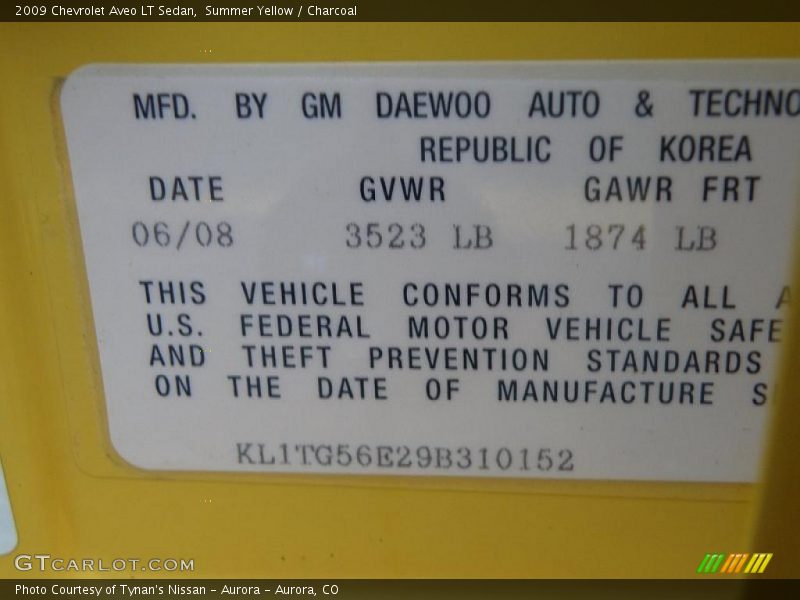 2009 Chevrolet Aveo LT Sedan, Summer Yellow / Charcoal
MFD. BY GM DAEWOO AUTO & TECHNO
REPUBLIC OF KOREA
DATE GVWR GAWR FRT
06/08 3523 LB 1874 LB
THIS VEHICLE CONFORMS TO ALL A
U.S. FEDERAL MOTOR VEHICLE SAFE
AND THEFT PREVENTION STANDARDS
ON THE DATE OF MANUFACTURE S
KL1TG56E29B310152
GTCARLOT.COM
Photo Courtesy of Tynan's Nissan - Aurora - Aurora, CO